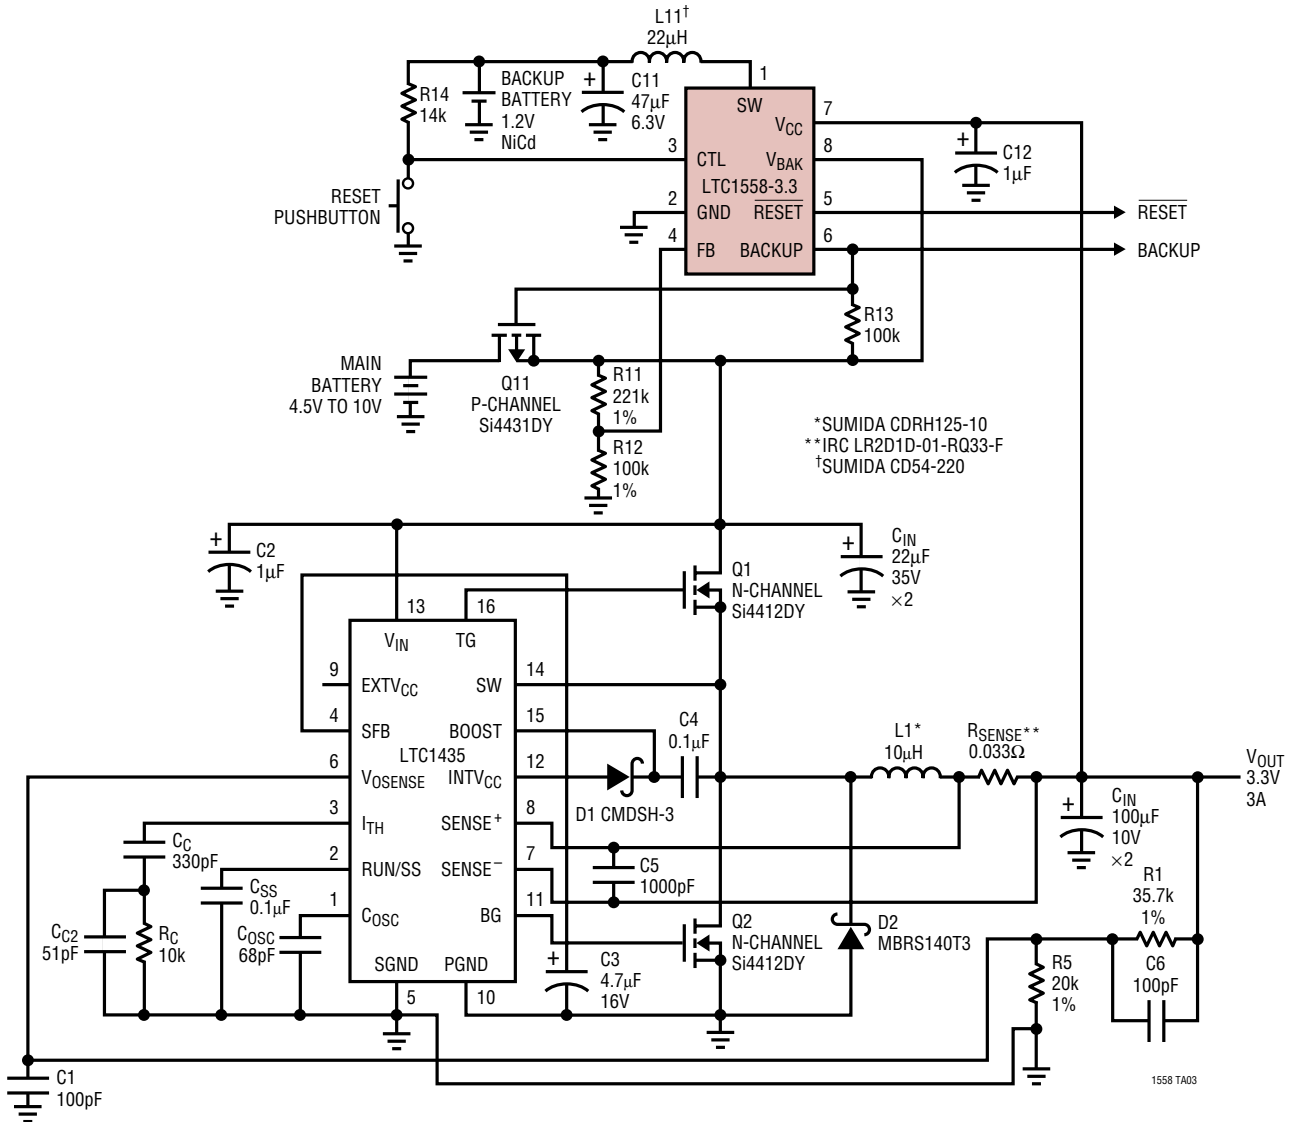 L11†
22µH
R14
14k
BACKUP
BATTERY
1.2V
NiCd
+
C11
47µF
6.3V
1
SW
7
VCC
3
CTL
8
VBAK
LTC1558-3.3
2
GND
5
RESET
RESET
4
FB
6
BACKUP
BACKUP
+
C12
1µF
RESET
PUSHBUTTON
R13
100k
MAIN
BATTERY
4.5V TO 10V
Q11
P-CHANNEL
Si4431DY
R11
221k
1%
R12
100k
1%
*SUMIDA CDRH125-10
**IRC LR2D1D-01-RQ33-F
†SUMIDA CD54-220
+
C2
1µF
+
CIN
22µF
35V
×2
Q1
N-CHANNEL
Si4412DY
13
16
VIN
TG
9
EXTVCC
SW
14
4
SFB
BOOST
15
LTC1435
6
VOSENSE
INTVCC
12
3
ITH
SENSE+
8
2
RUN/SS
SENSE−
7
1
COSC
BG
11
SGND
PGND
5
10
C4
0.1µF
D1 CMDSH-3
L1*
10µH
RSENSE**
0.033Ω
VOUT
3.3V
3A
+
CIN
100µF
10V
×2
C5
1000pF
CC
330pF
CSS
0.1µF
CC2
51pF
RC
10k
COSC
68pF
+
C3
4.7µF
16V
Q2
N-CHANNEL
Si4412DY
D2
MBRS140T3
R1
35.7k
1%
R5
20k
1%
C6
100pF
C1
100pF
1558 TA03